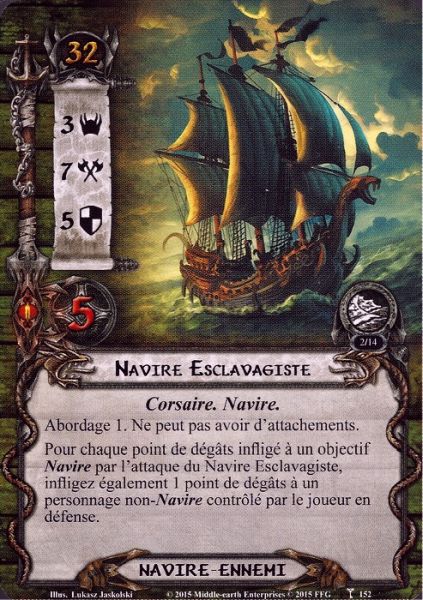 32
3
7
5
5
2/14
Navire Esclavagiste
Corsaire. Navire.
Abordage 1. Ne peut pas avoir d'attachements.
Pour chaque point de dégâts infligé à un objectif
Navire par l'attaque du Navire Esclavagiste,
infligez également 1 point de dégâts à un
personnage non-Navire contrôlé par le joueur en
défense.
NAVIRE-ENNEMI
Illus. Lukasz Jaskolski © 2015 Middle-earth Enterprises © 2015 FFG 152